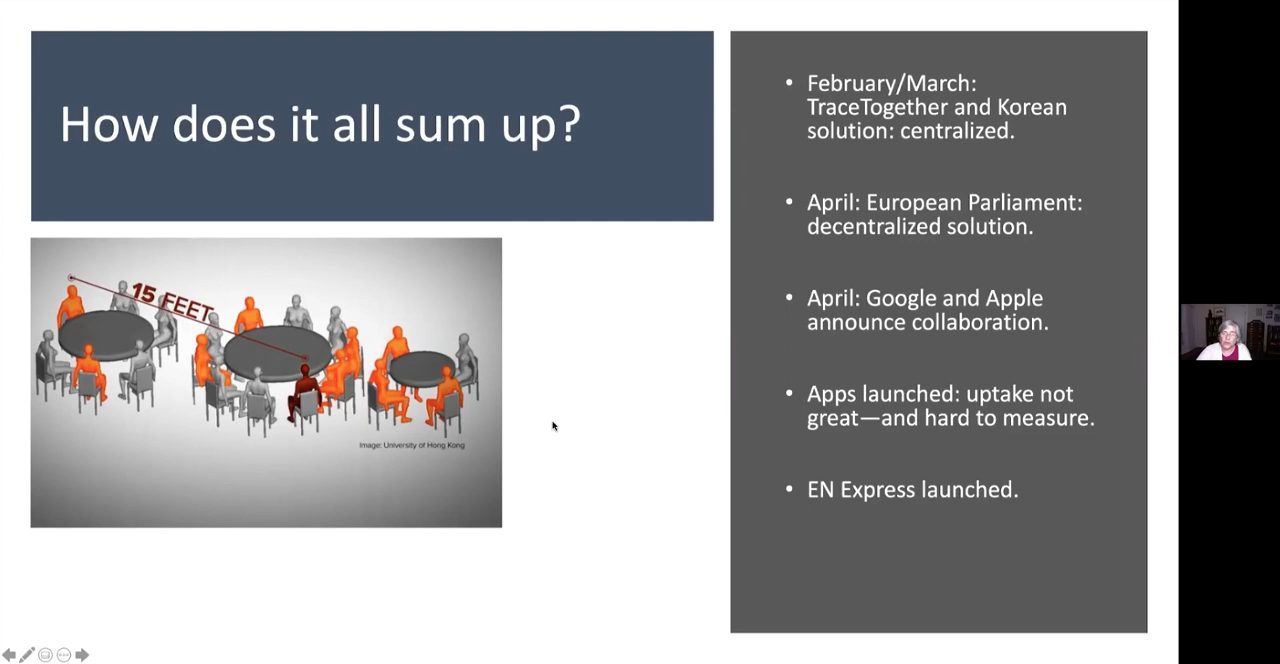 How does it all sum up?
15 FEET
Image: University of Hong Kong
• February/March:
TraceTogether and Korean
solution: centralized.
• April: European Parliament:
decentralized solution.
• April: Google and Apple
announce collaboration.
• Apps launched: uptake not
great—and hard to measure.
• EN Express launched.